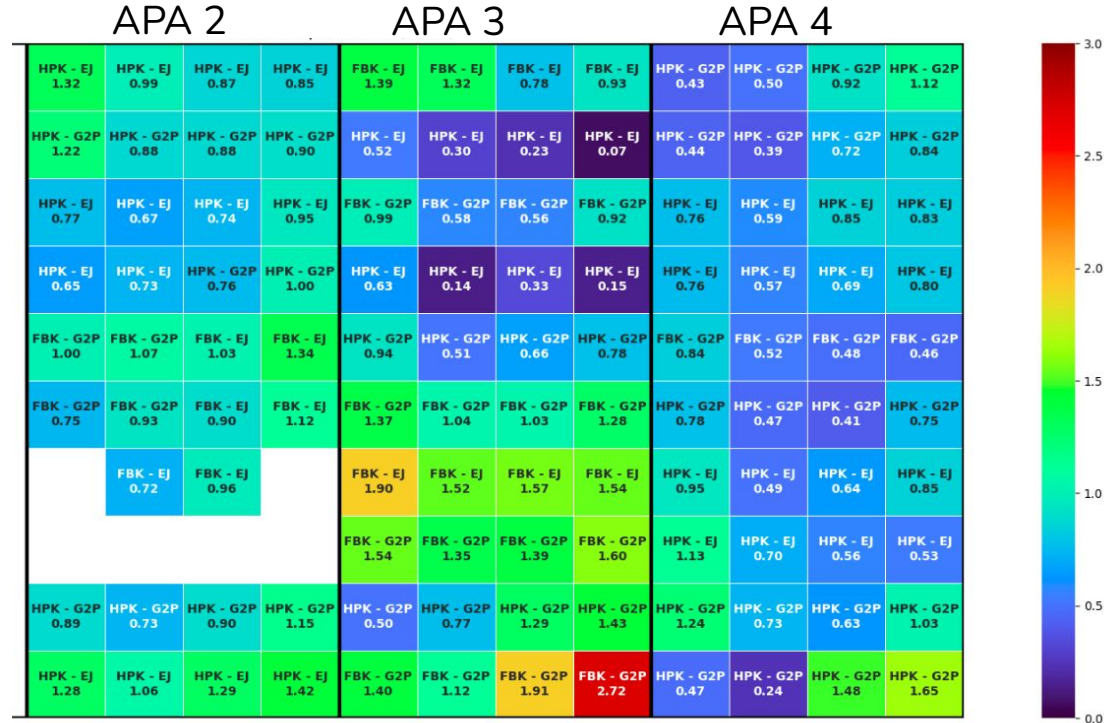 APA 2 APA 3 APA 4
HPK - EJ HPK - EJ HPK - EJ HPK - EJ FBK - EJ FBK - EJ FBK - EJ FBK - EJ HPK - G2P HPK - G2P HPK - G2P HPK - G2P
1.32 0.99 0.87 0.85 1.39 1.32 0.78 0.93 0.43 0.50 0.92 1.12
HPK - G2P HPK - G2P HPK - G2P HPK - G2P HPK - EJ HPK - EJ HPK - EJ HPK - EJ HPK - G2P HPK - G2P HPK - G2P HPK - G2P
1.22 0.88 0.88 0.90 0.52 0.30 0.23 0.07 0.44 0.39 0.72 0.84
HPK - EJ HPK - EJ HPK - EJ HPK - EJ FBK - G2P FBK - G2P FBK - G2P FBK - G2P HPK - EJ HPK - EJ HPK - EJ HPK - EJ
0.77 0.67 0.74 0.95 0.99 0.58 0.56 0.92 0.76 0.59 0.85 0.83
HPK - EJ HPK - EJ HPK - G2P HPK - G2P HPK - EJ HPK - EJ HPK - EJ HPK - EJ HPK - EJ HPK - EJ HPK - EJ HPK - EJ
0.65 0.73 0.76 1.00 0.63 0.14 0.33 0.15 0.76 0.57 0.69 0.80
FBK - G2P FBK - G2P FBK - EJ FBK - EJ HPK - G2P HPK - G2P HPK - G2P HPK - G2P FBK - G2P FBK - G2P FBK - G2P FBK - G2P
1.00 1.07 1.03 1.34 0.94 0.51 0.66 0.78 0.84 0.52 0.48 0.46
FBK - G2P FBK - G2P FBK - EJ FBK - EJ FBK - G2P FBK - G2P FBK - G2P FBK - G2P HPK - G2P HPK - G2P HPK - G2P HPK - G2P
0.75 0.93 0.90 1.12 1.37 1.04 1.03 1.28 0.78 0.47 0.41 0.75
FBK - EJ FBK - EJ FBK - EJ FBK - EJ FBK - EJ FBK - EJ HPK - EJ HPK - EJ HPK - EJ HPK - EJ
0.72 0.96 1.90 1.52 1.57 1.54 0.95 0.49 0.64 0.85
FBK - G2P FBK - G2P FBK - G2P FBK - G2P HPK - EJ HPK - EJ HPK - EJ HPK - EJ
1.54 1.35 1.39 1.60 1.13 0.70 0.56 0.53
HPK - G2P HPK - G2P HPK - G2P HPK - G2P HPK - G2P HPK - G2P HPK - G2P HPK - G2P HPK - G2P HPK - G2P HPK - G2P HPK - G2P
0.89 0.73 0.90 1.15 0.50 0.77 1.29 1.43 1.24 0.73 0.63 1.03
HPK - EJ HPK - EJ HPK - EJ HPK - EJ FBK - G2P FBK - G2P FBK - G2P FBK - G2P HPK - G2P HPK - G2P HPK - G2P HPK - G2P
1.28 1.06 1.29 1.42 1.40 1.12 1.91 2.72 0.47 0.24 1.48 1.65
3.0
2.5
2.0
1.5
1.0
0.5
0.0